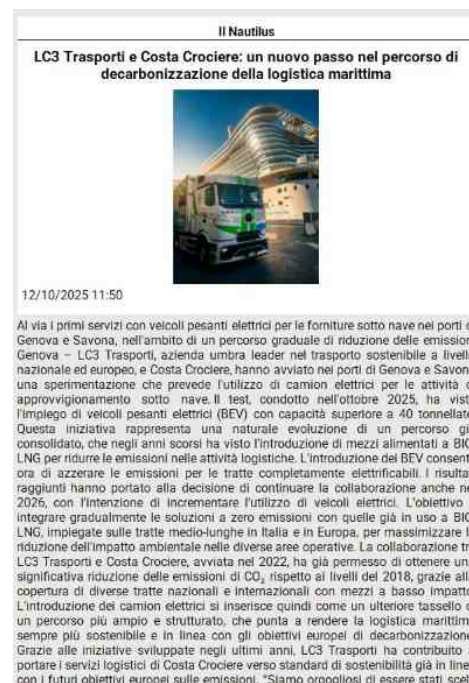 Il Nautilus
LC3 Trasporti e Costa Crociere: un nuovo passo nel percorso di
decarbonizzazione della logistica marittima
12/10/2025 11:50
Al via i primi servizi con veicoli pesanti elettrici per le forniture sotto nave nei porti
Genova e Savona, nell'ambito di un percorso graduale di riduzione delle emission
Genova – LC3 Trasporti, azienda umbra leader nel trasporto sostenibile a livell
nazionale ed europeo, e Costa Crociere, hanno avviato nei porti di Genova e Savon
una sperimentazione che prevede l'utilizzo di camion elettrici per le attività
approvvigionamento sotto nave. Il test, condotto nell'ottobre 2025, ha vist
l'impiego di veicoli pesanti elettrici (BEV) con capacità superiore a 40 tonnellat
Questa iniziativa rappresenta una naturale evoluzione di un percorso gi
consolidato, che negli anni scorsi ha visto l'introduzione di mezzi alimentati a BIO
LNG per ridurre le emissioni nelle attività logistiche. L'introduzione dei BEV consent
ora di azzerare le emissioni per le tratte completamente elettrificabili. I risulta
raggiunti hanno portato alla decisione di continuare la collaborazione anche ne
2026, con l'intenzione di incrementare l'utilizzo di veicoli elettrici. L'obiettivo
integrare gradualmente le soluzioni a zero emissioni con quelle già in uso a BIO
LNG, impiegate sulle tratte medio-lunghe in Italia e in Europa, per massimizzare l
riduzione dell'impatto ambientale nelle diverse aree operative. La collaborazione tr
LC3 Trasporti e Costa Crociere, avviata nel 2022, ha già permesso di ottenere un
significativa riduzione delle emissioni di CO₂ rispetto ai livelli del 2018, grazie all
copertura di diverse tratte nazionali e internazionali con mezzi a basso impatt
L'introduzione dei camion elettrici si inserisce quindi come un ulteriore tassello
un percorso più ampio e strutturato, che punta a rendere la logistica marittim
sempre più sostenibile e in linea con gli obiettivi europei di decarbonizzazione
Grazie alle iniziative sviluppate negli ultimi anni, LC3 Trasporti ha contribuito
portare i servizi logistici di Costa Crociere verso standard di sostenibilità già in line
con i futuri obiettivi europei sulle emissioni. "Siamo orgogliosi di essere stati scel